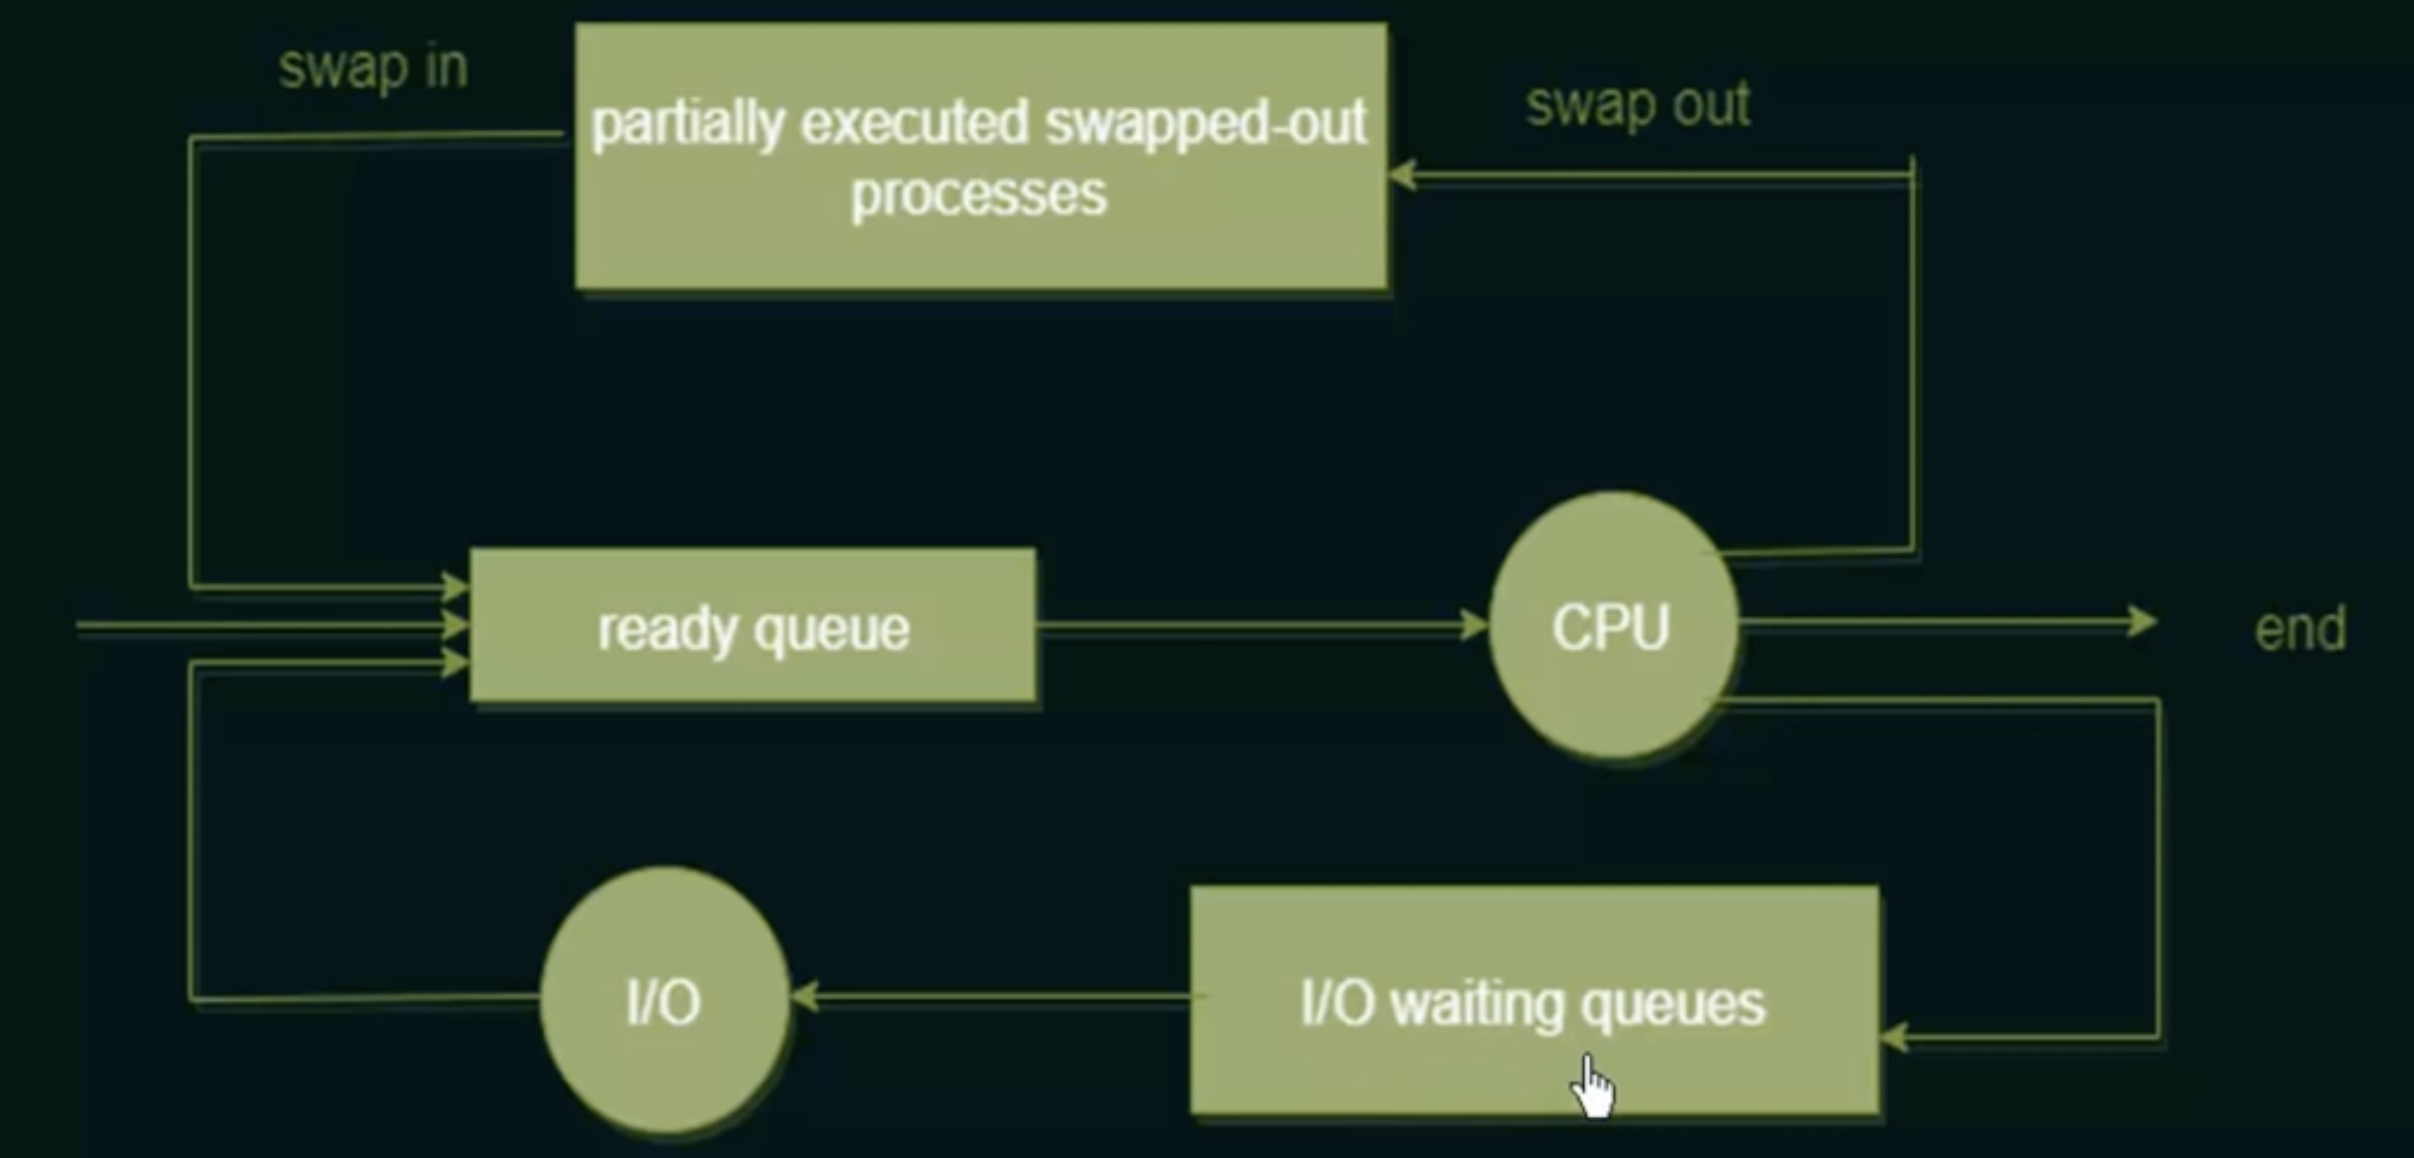 swap in
partially executed swapped-out
processes
swap out
ready queue
CPU
end
I/O
I/O waiting queues